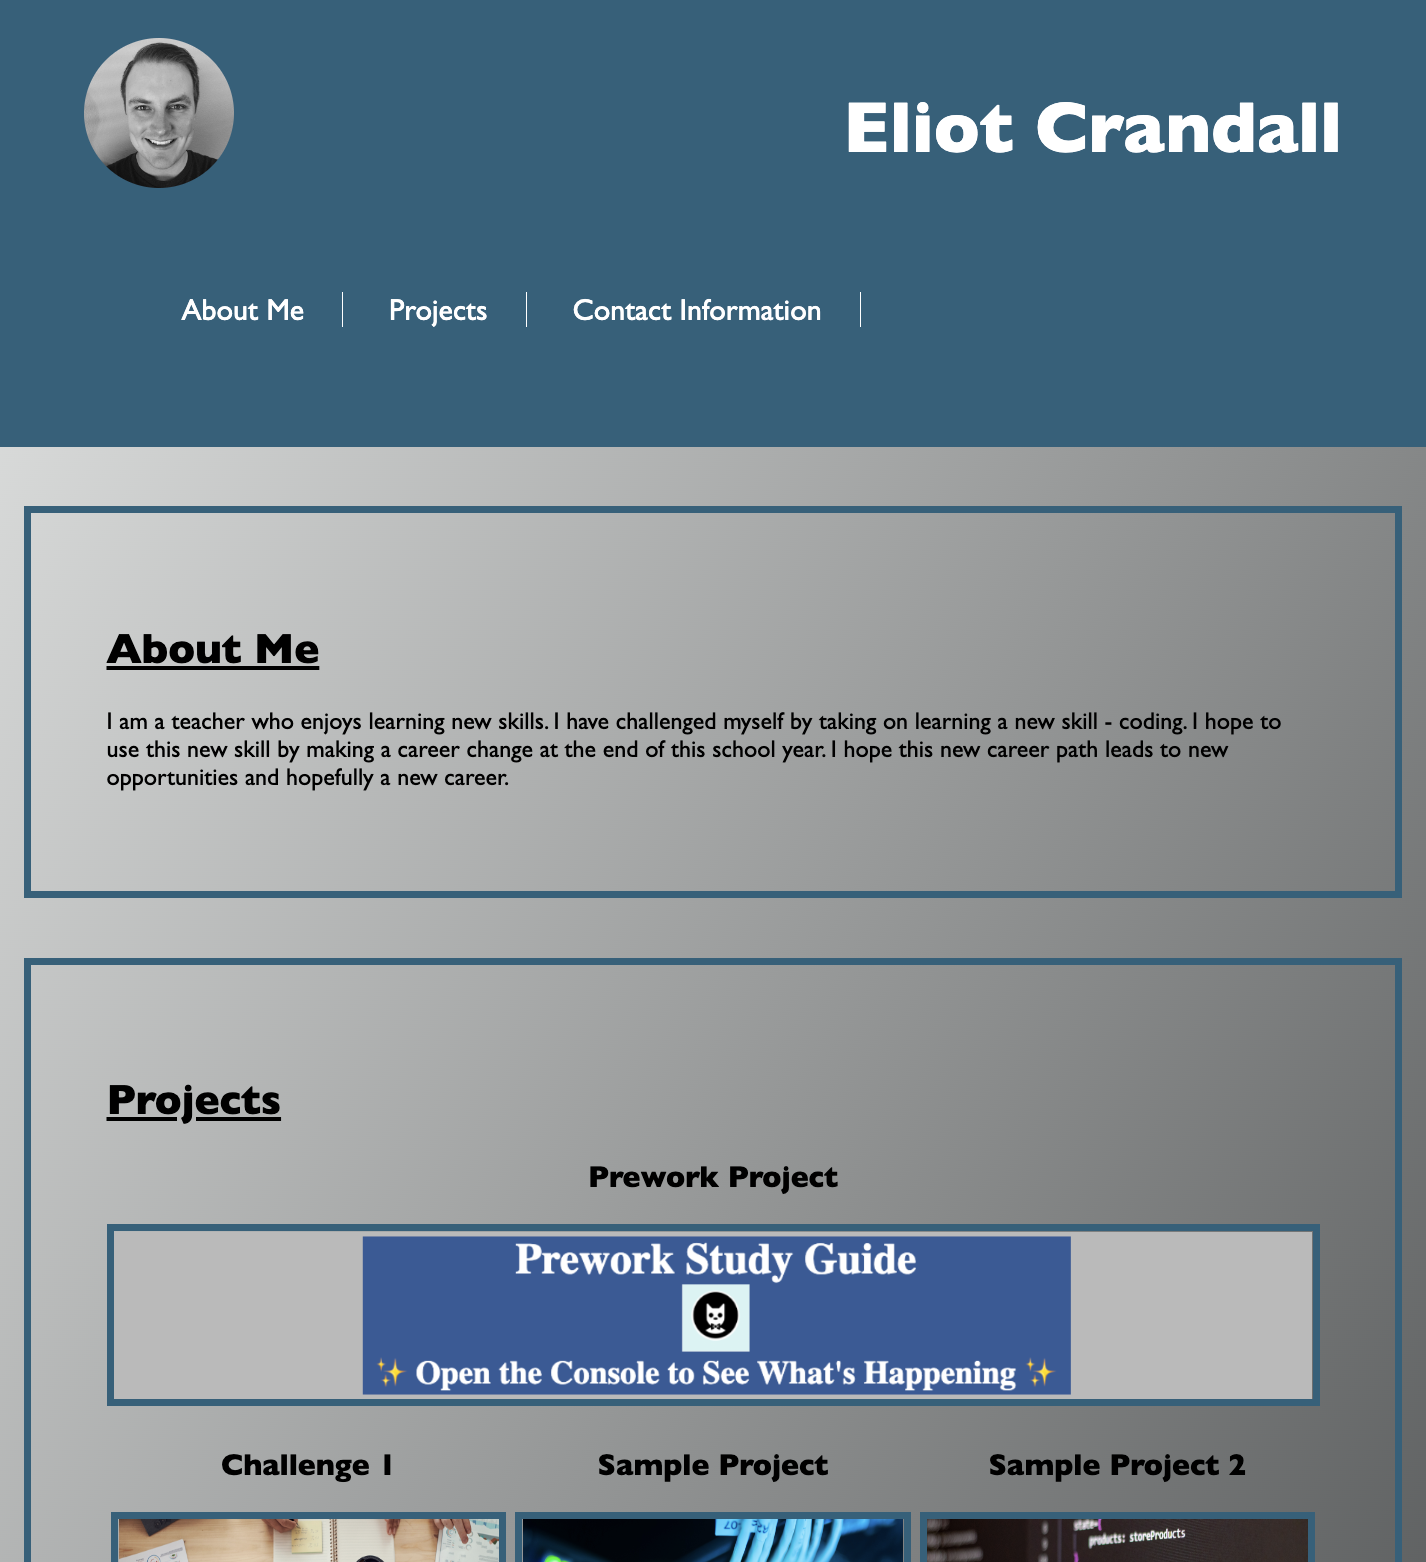 Eliot Crandall
About Me
Projects
Contact Information
About Me
I am a teacher who enjoys learning new skills. I have challenged myself by taking on learning a new skill - coding. I hope to
use this new skill by making a career change at the end of this school year. I hope this new career path leads to new
opportunities and hopefully a new career.
Projects
Prework Project
Prework Study Guide
✨ Open the Console to See What's Happening ✨
Challenge 1
Sample Project
Sample Project 2
products: storeProducts